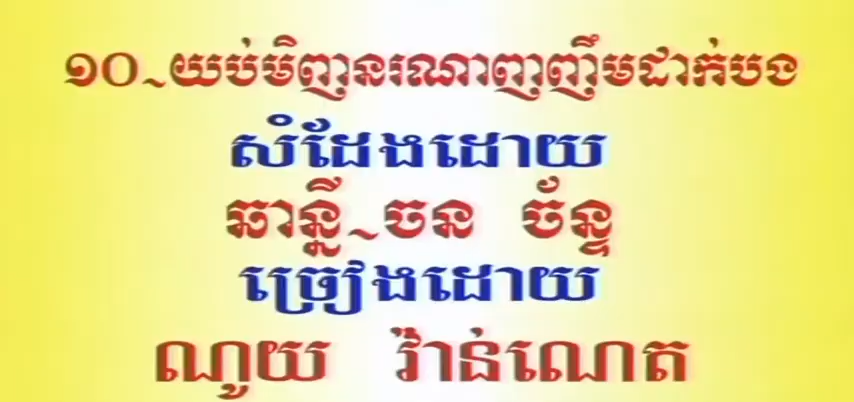 ១០~យប់មិញនរណាញញឹមដាក់បង
សំដែងដោយ
ឆាន្នី~ចន ច័ន្ទ
ច្រៀងដោយ
ណូយ វ៉ាន់ណេត